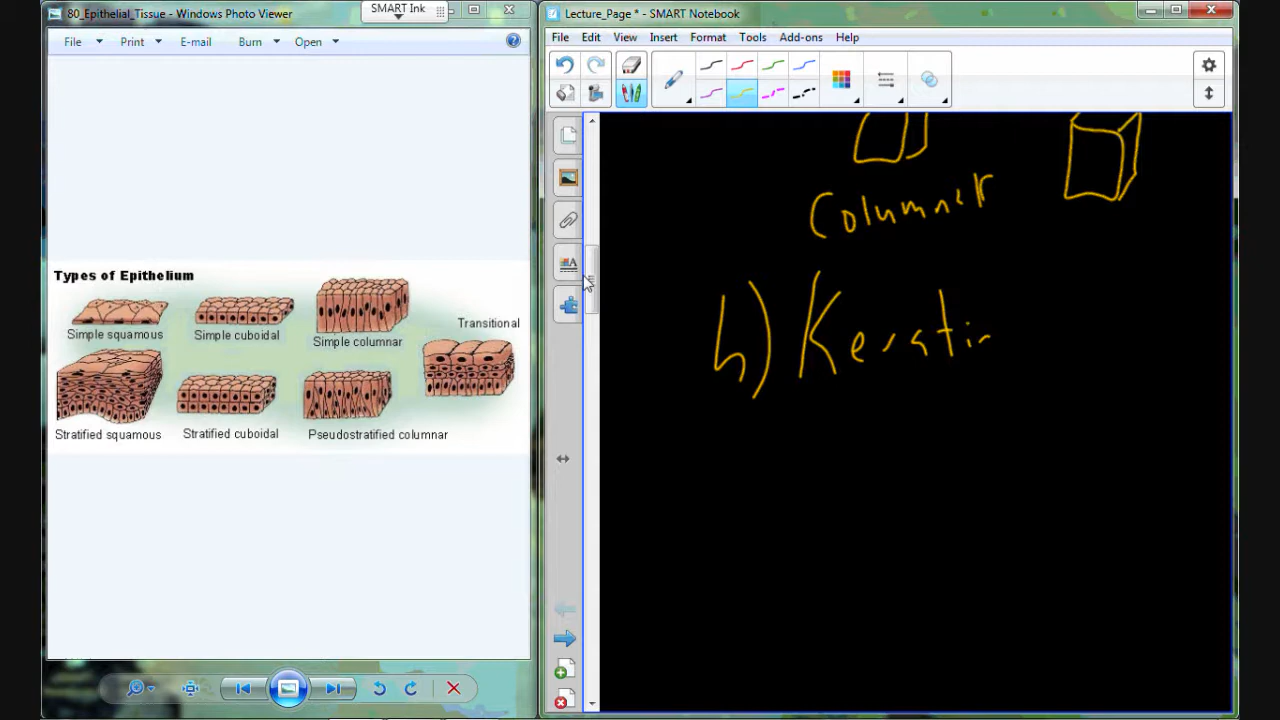 80_Epithelial_Tissue - Windows Photo Viewer
SMART Ink
File Print E-mail Burn Open
Types of Epithelium
Simple squamous
Simple cuboidal
Simple columnar
Transitional
Stratified squamous
Stratified cuboidal
Pseudostratified columnar
Lecture_Page * - SMART Notebook
File Edit View Insert Format Tools Add-ons Help
Columnar
h) Keratin